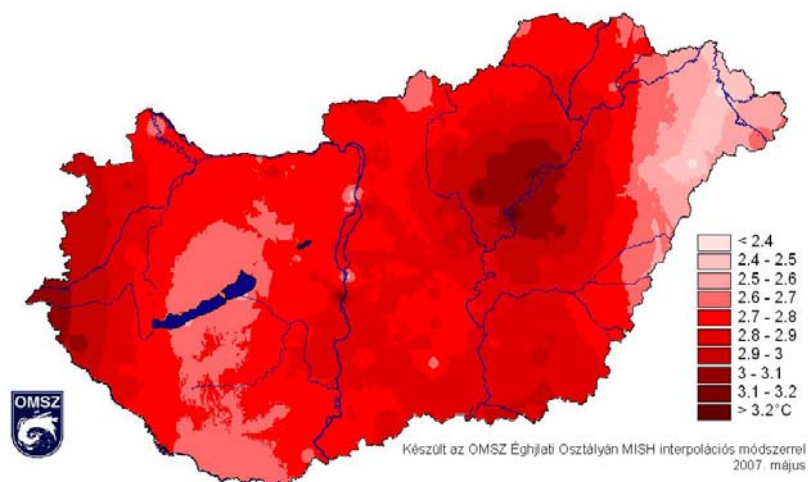 < 2.4
2.4 - 2.5
2.5 - 2.6
2.6 - 2.7
2.7 - 2.8
2.8 - 2.9
2.9 - 3
3 - 3.1
3.1 - 3.2
> 3.2°C
OMSZ
Készült az OMSZ Éghjlati Osztályán MISH interpolációs módszerrel
2007. május